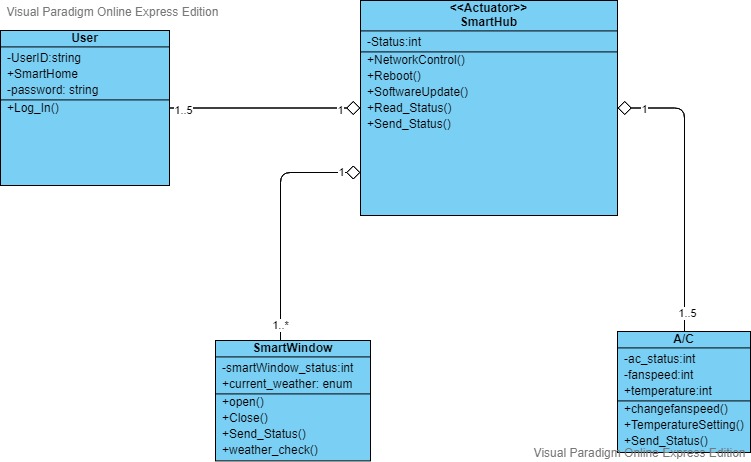 Visual Paradigm Online Express Edition
User
-UserID:string
+SmartHome
-password: string
+Log_In()
<<Actuator>>
SmartHub
-Status:int
+NetworkControl()
+Reboot()
+SoftwareUpdate()
+Read_Status()
+Send_Status()
1..5
1
1
1
1..*
1..5
SmartWindow
-smartWindow_status:int
+current_weather: enum
+open()
+Close()
+Send_Status()
+weather_check()
A/C
-ac_status:int
-fanspeed:int
+temperature:int
+changefanspeed()
+TemperatureSetting()
+Send_Status()
Visual Paradigm Online Express Edition